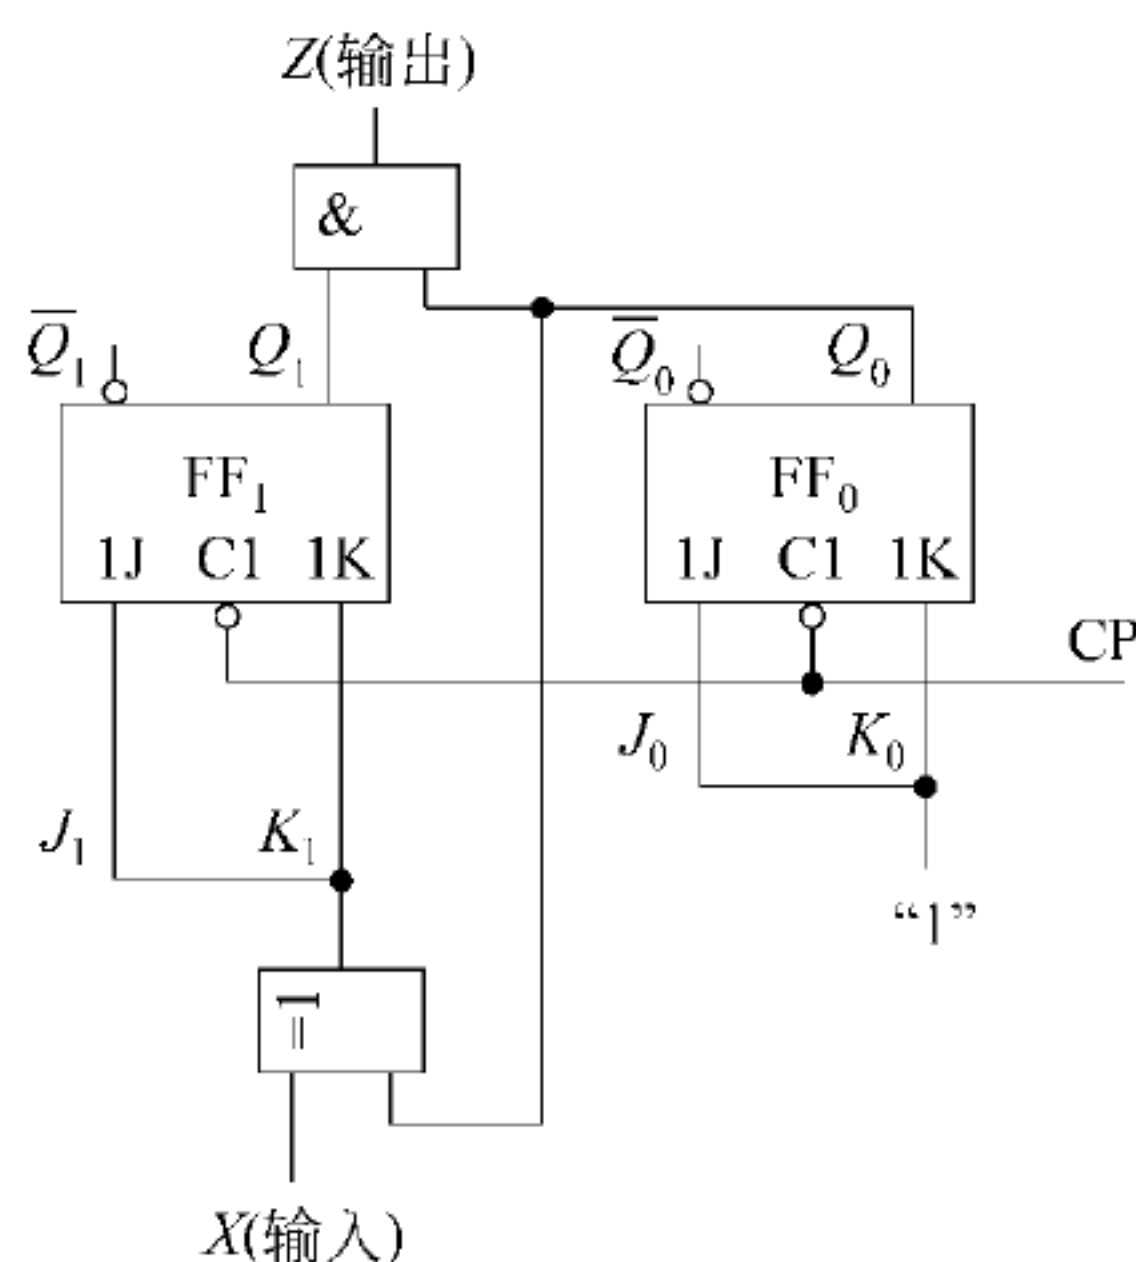 Z(输出)
&
Q̅₁ Q₁ Q̅₀ Q₀
FF₁ FF₀
1J C1 1K 1J C1 1K
CP
J₀ K₀
J₁ K₁
“1”
=1
X(输入)